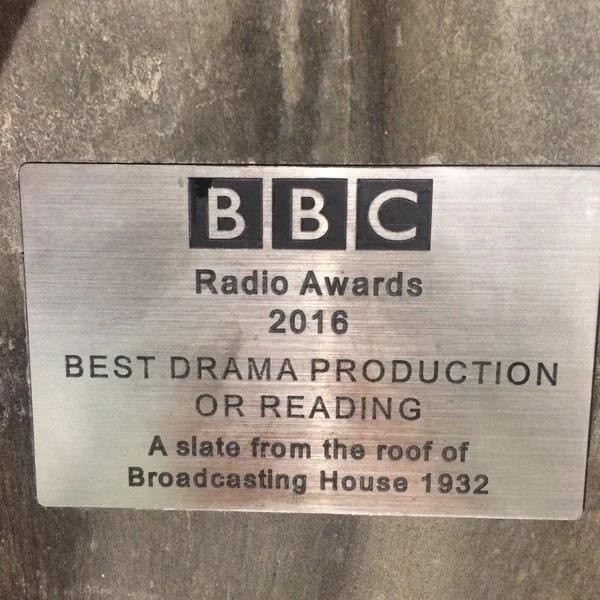 BBC
Radio Awards
2016
BEST DRAMA PRODUCTION
OR READING
A slate from the roof of
Broadcasting House 1932